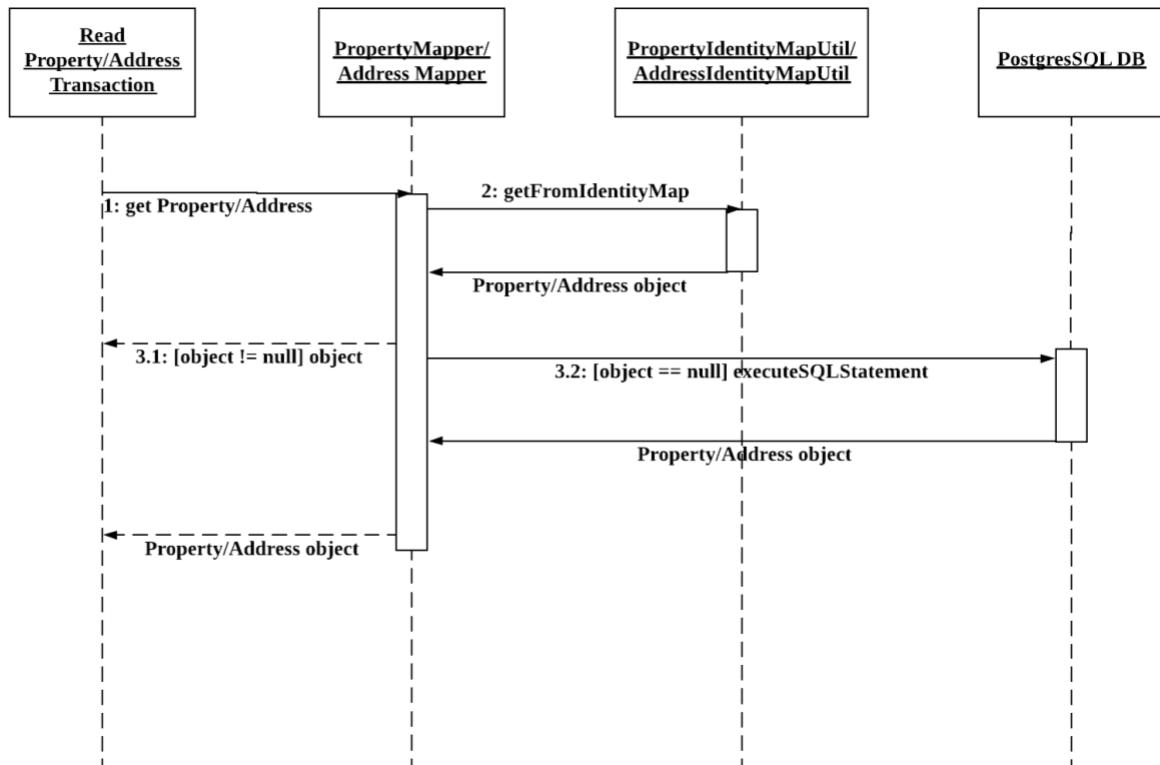 Read
Property/Address
Transaction
PropertyMapper/
Address Mapper
PropertyIdentityMapUtil/
AddressIdentityMapUtil
PostgresSQL DB
1: get Property/Address
2: getFromIdentityMap
Property/Address object
3.1: [object != null] object
3.2: [object == null] executeSQLStatement
Property/Address object
Property/Address object